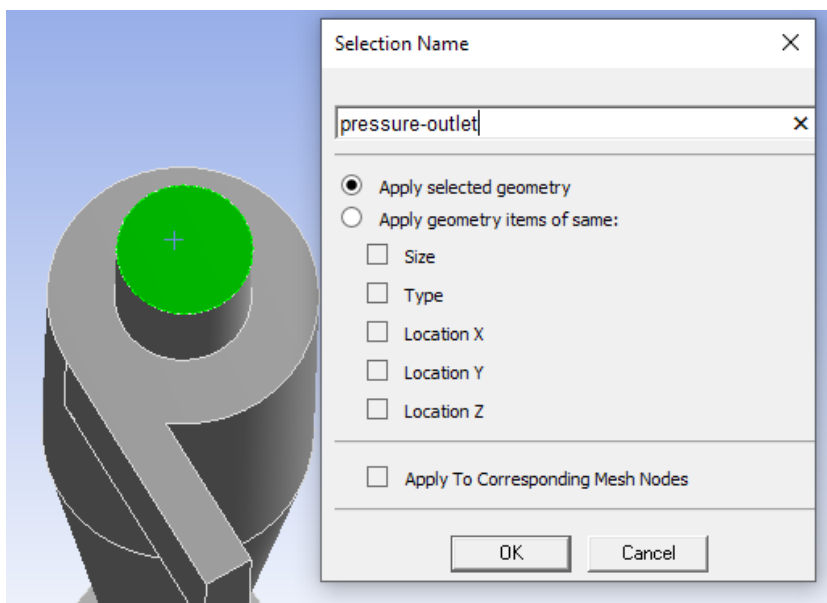 Selection Name
pressure-outlet
Apply selected geometry
Apply geometry items of same:
Size
Type
Location X
Location Y
Location Z
Apply To Corresponding Mesh Nodes
OK
Cancel